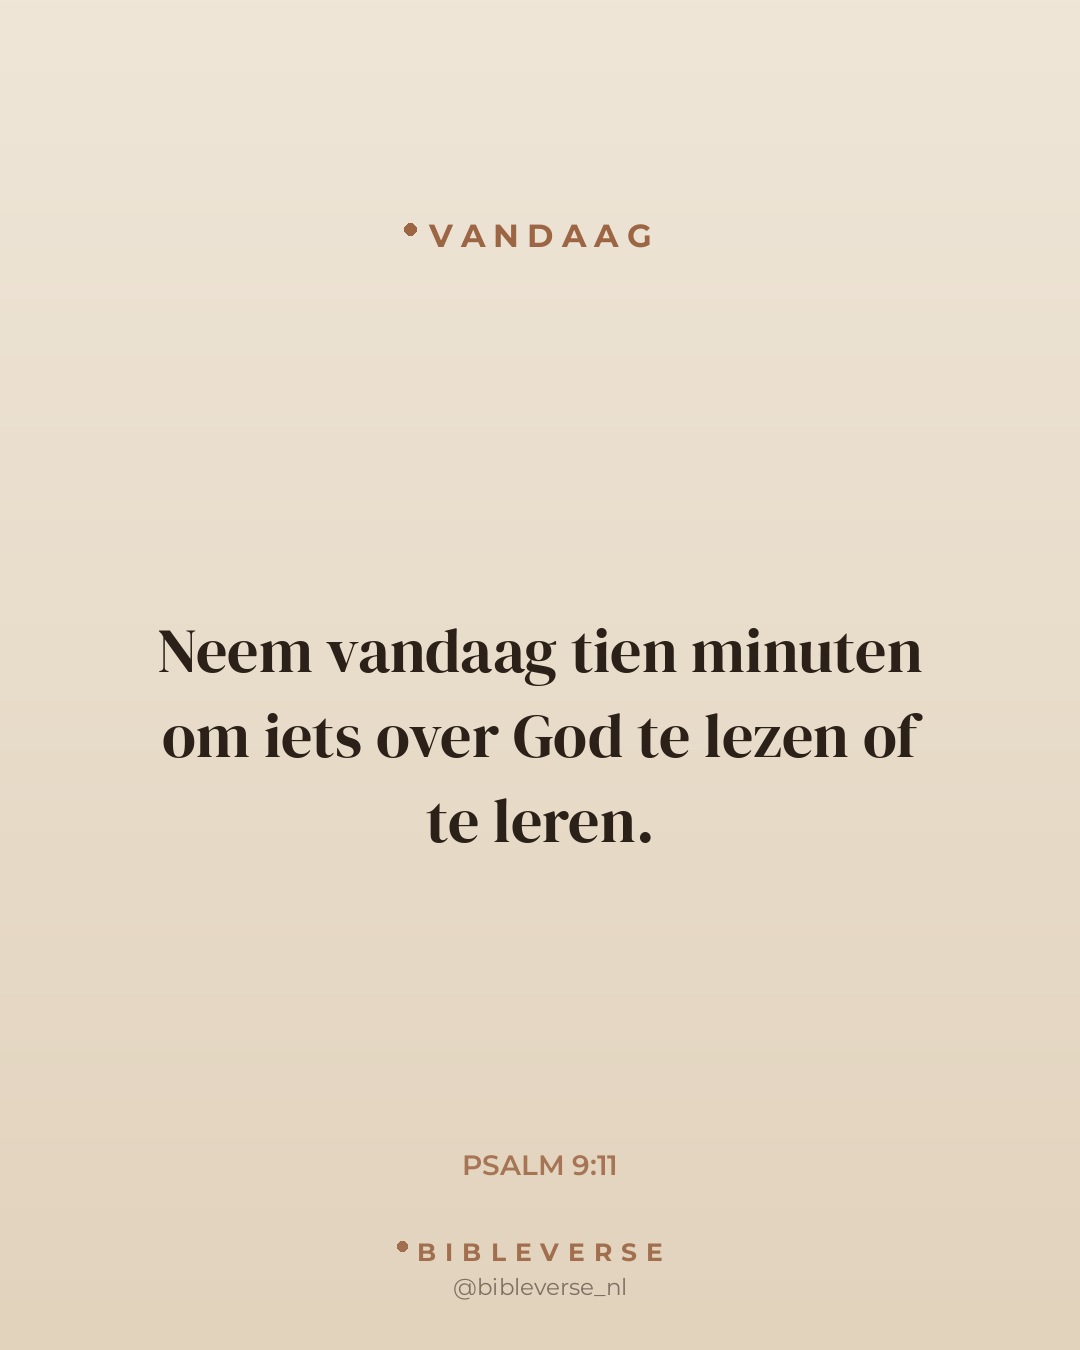 VANDAAG
Neem vandaag tien minuten
om iets over God te lezen of
te leren.
PSALM 9:11
BIBLEVERSE
@bibleverse_nl